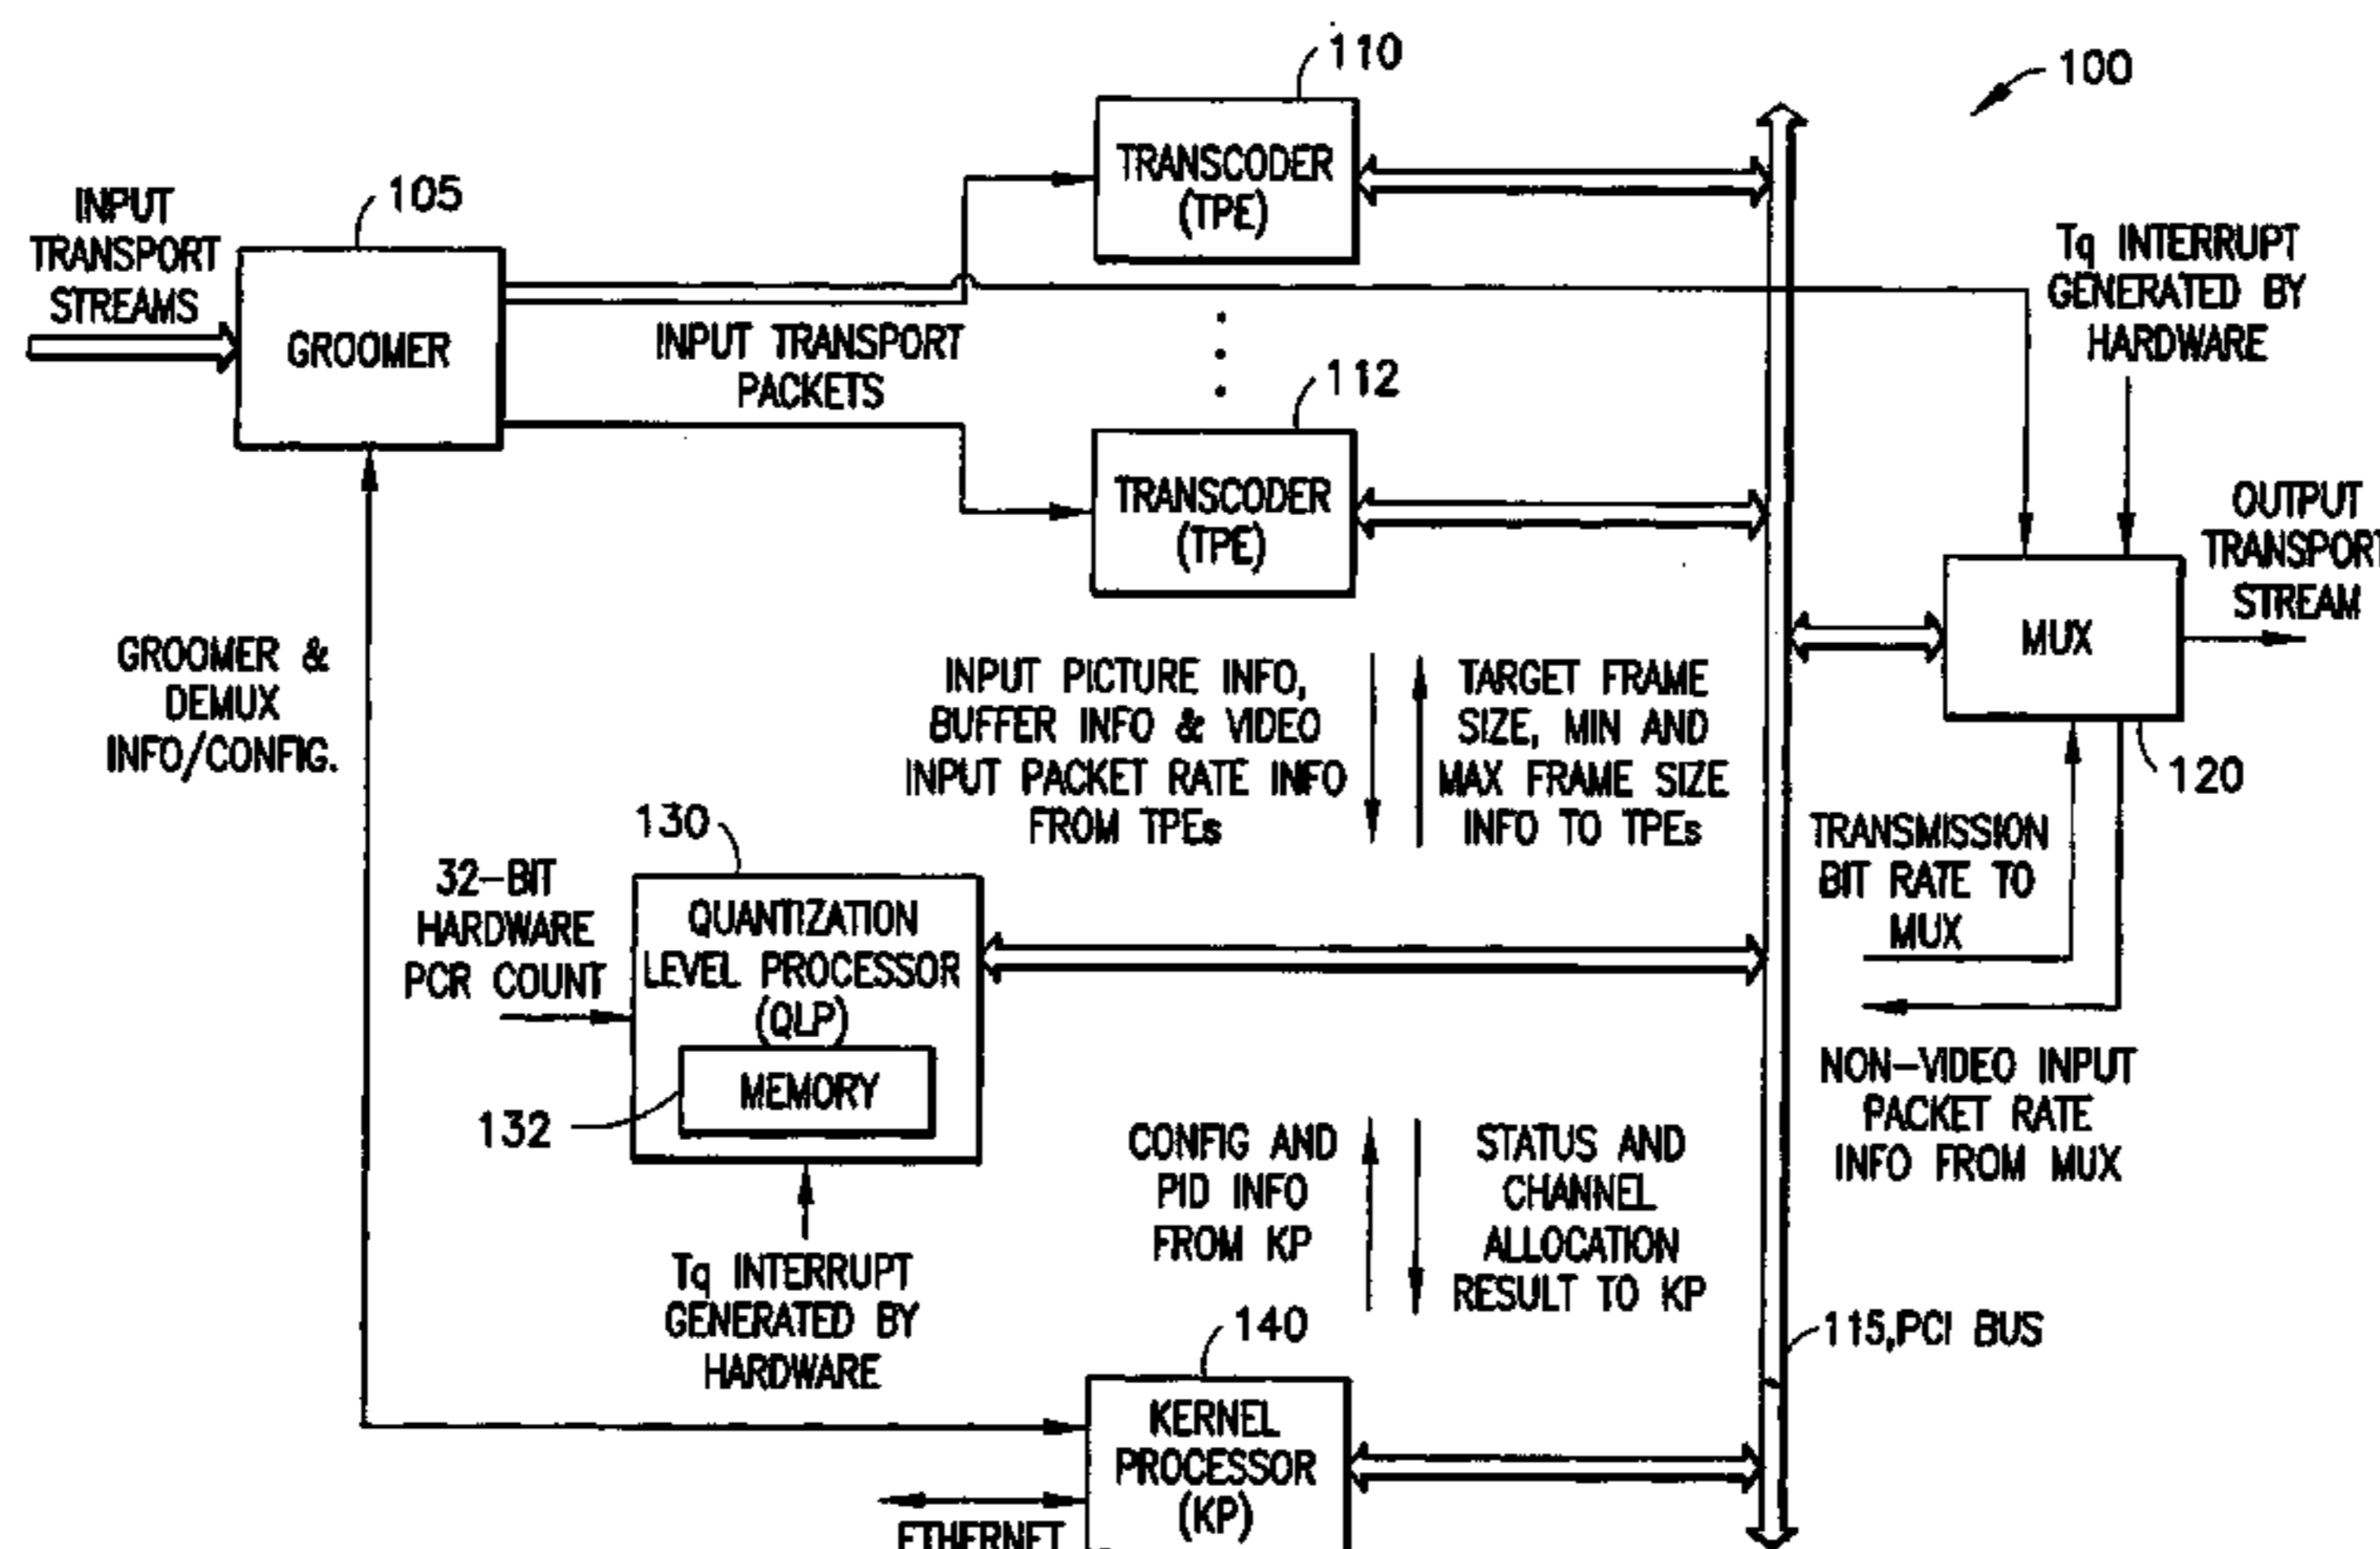 110
100
TRANSCODER
(TPE)
105
INPUT
TRANSPORT
STREAMS
GROOMER
INPUT TRANSPORT
PACKETS
Tq INTERRUPT
GENERATED BY
HARDWARE
112
TRANSCODER
(TPE)
OUTPUT
TRANSPORT
STREAM
MUX
120
GROOMER &
DEMUX
INFO/CONFIG.
INPUT PICTURE INFO,
BUFFER INFO & VIDEO
INPUT PACKET RATE INFO
FROM TPEs
TARGET FRAME
SIZE, MIN AND
MAX FRAME SIZE
INFO TO TPEs
TRANSMISSION
BIT RATE TO
MUX
130
32-BIT
HARDWARE
PCR COUNT
QUANTIZATION
LEVEL PROCESSOR
(QLP)
MEMORY
132
NON-VIDEO INPUT
PACKET RATE
INFO FROM MUX
CONFIG AND
PID INFO
FROM KP
STATUS AND
CHANNEL
ALLOCATION
RESULT TO KP
Tq INTERRUPT
GENERATED BY
HARDWARE
140
115,PCI BUS
KERNEL
PROCESSOR
(KP)
ETHERNET